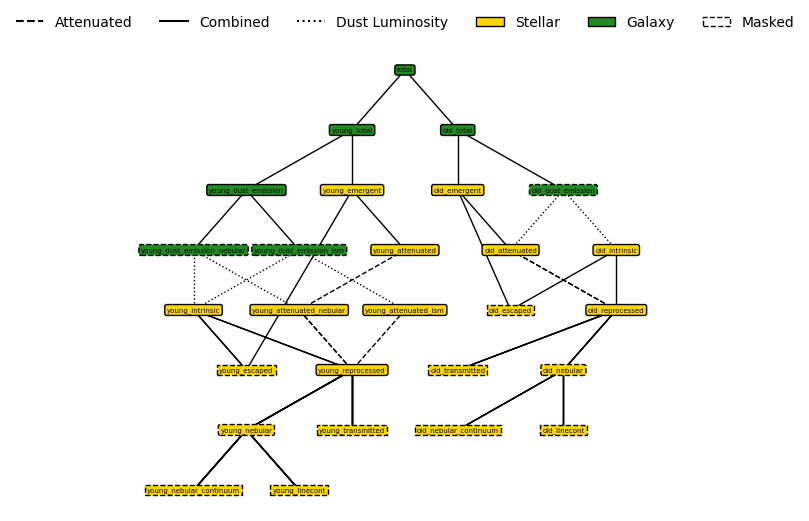 Attenuated Combined Dust Luminosity Stellar Galaxy Masked
total
young_total old_total
young_dust_emission young_emergent old_emergent old_dust_emission
young_dust_emission_nebular young_dust_emission_ism young_attenuated old_attenuated old_intrinsic
young_intrinsic young_attenuated_nebular young_attenuated_ism old_escaped old_reprocessed
young_escaped young_reprocessed old_transmitted old_nebular
young_nebular young_transmitted old_nebular_continuum old_linecont
young_nebular_continuum young_linecont